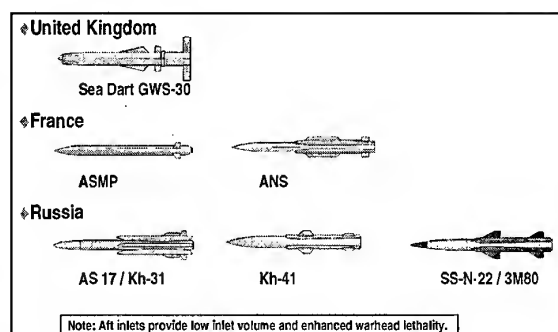 United Kingdom
Sea Dart GWS-30
France
ASMP ANS
Russia
AS 17 / Kh-31 Kh-41 SS-N-22 / 3M80
Note: Aft inlets provide low inlet volume and enhanced warhead lethality.